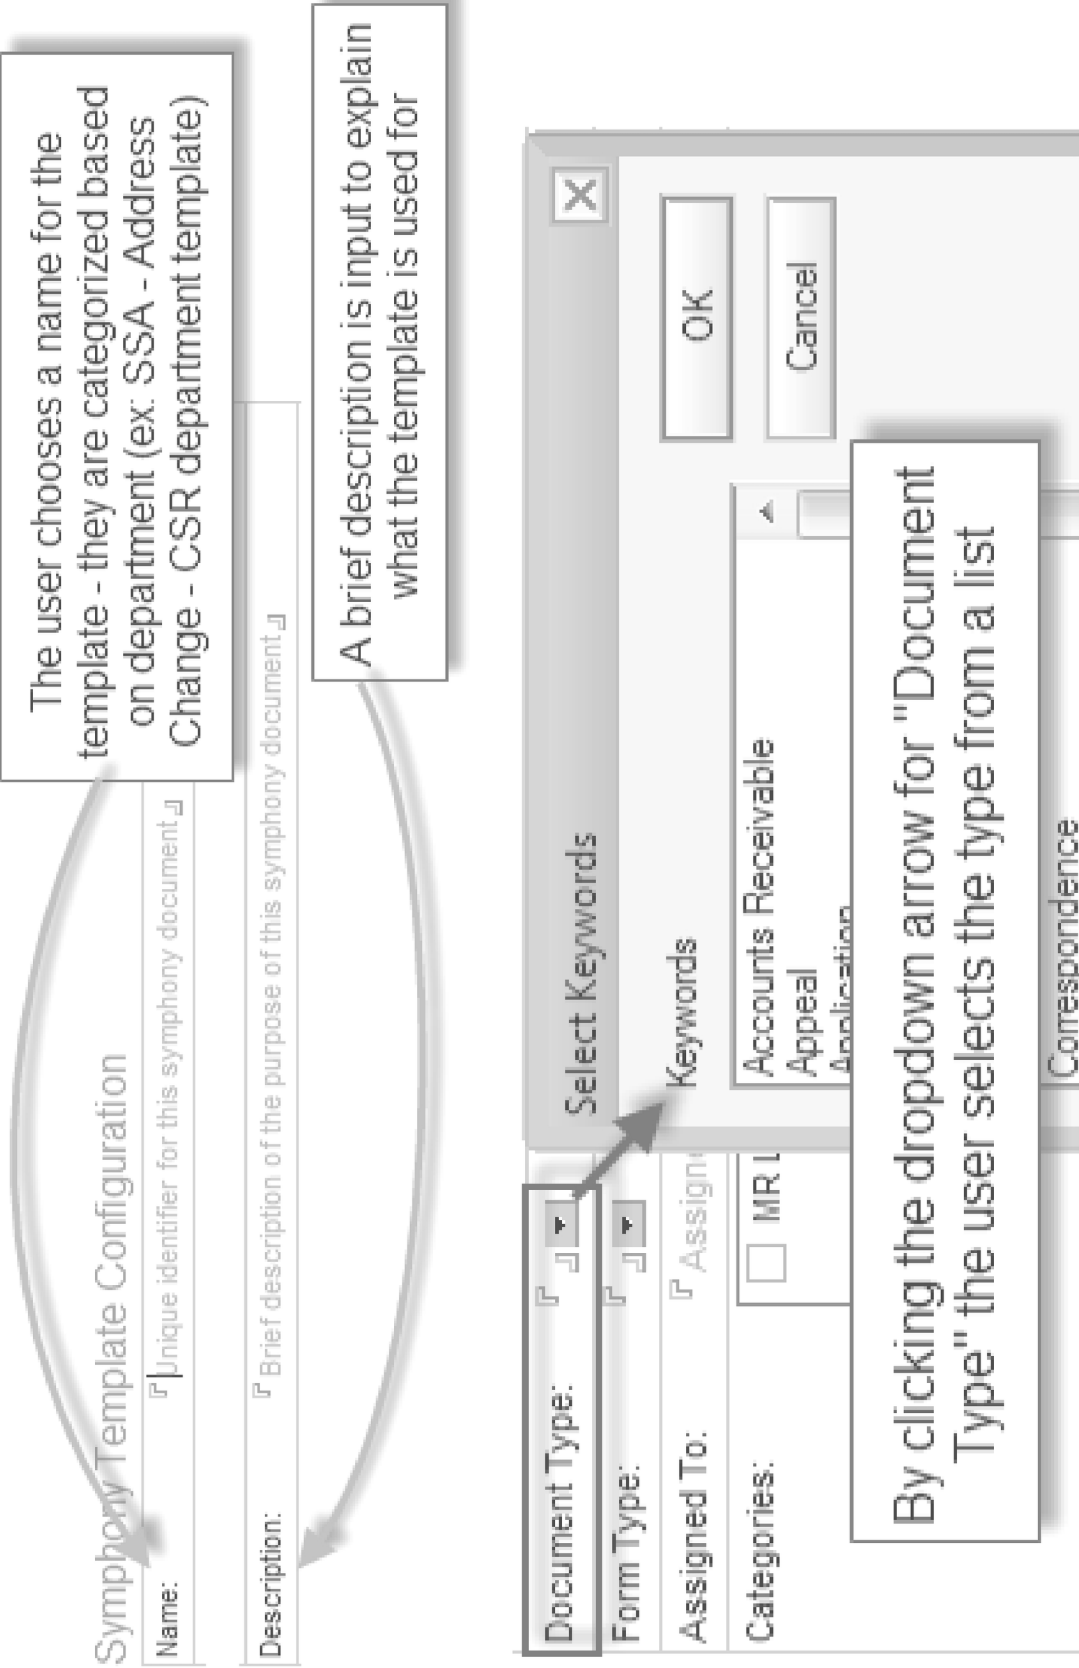 The user chooses a name for the
template - they are categorized based
on department (ex: SSA - Address
Change - CSR department template)
Symphony Template Configuration
Name:
Unique identifier for this symphony document
Description:
Brief description of the purpose of this symphony document
A brief description is input to explain
what the template is used for
Document Type:
Form Type:
Assigned To:
Assign
Categories:
MR
Select Keywords
Keywords
Accounts Receivable
Appeal
Application
Correspondence
OK
Cancel
By clicking the dropdown arrow for "Document
Type" the user selects the type from a list